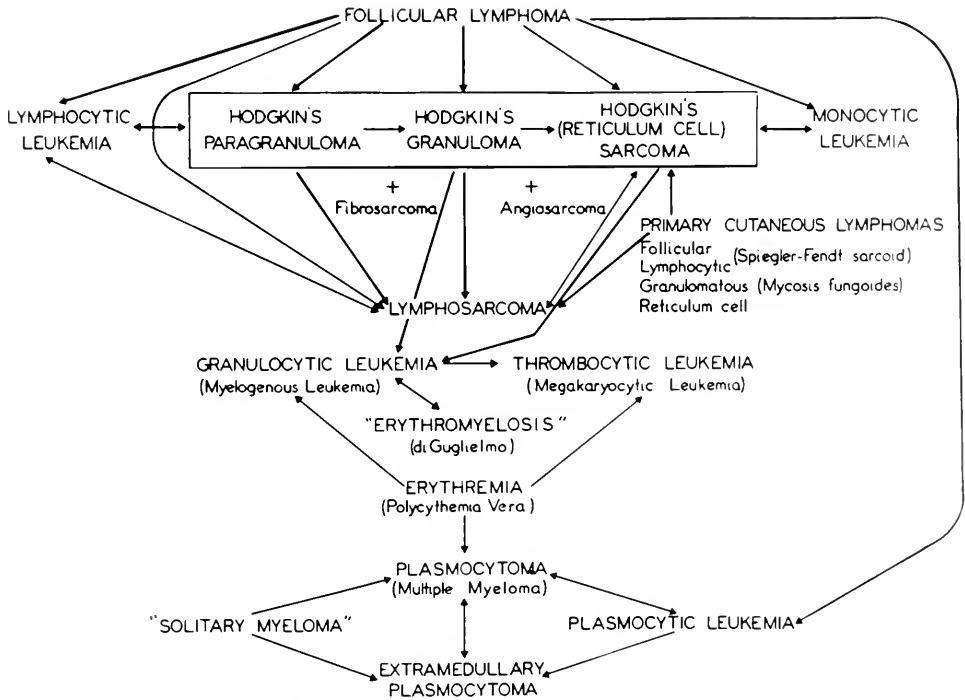 FOLLICULAR LYMPHOMA
LYMPHOCYTIC
LEUKEMIA
HODGKIN'S
PARAGRANULOMA
HODGKIN'S
GRANULOMA
HODGKIN'S
(RETICULUM CELL)
SARCOMA
MONOCYTIC
LEUKEMIA
+
Fibrosarcoma
+
Angiosarcoma
PRIMARY CUTANEOUS LYMPHOMAS
Follicular
Lymphocytic (Spiegler-Fendt sarcoid)
Granulomatous (Mycosis fungoides)
Reticulum cell
LYMPHOSARCOMA
GRANULOCYTIC LEUKEMIA
(Myelogenous Leukemia)
THROMBOCYTIC LEUKEMIA
(Megakaryocytic Leukemia)
"ERYTHROMYELOSIS"
(di Guglielmo)
ERYTHREMIA
(Polycythemia Vera)
PLASMOCYTOMA
(Multiple Myeloma)
"SOLITARY MYELOMA"
PLASMOCYTIC LEUKEMIA
EXTRAMEDULLARY
PLASMOCYTOMA